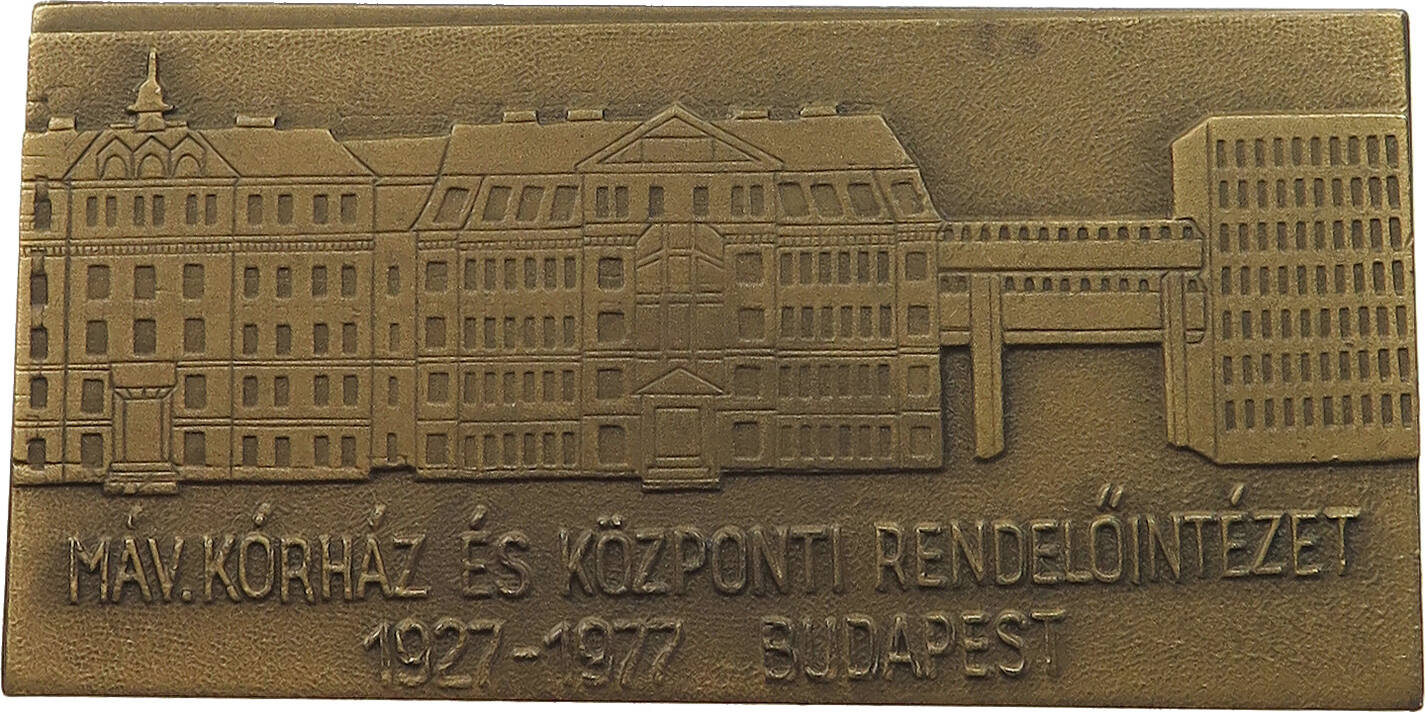 MÁV. KÓRHÁZ ÉS KÖZPONTI RENDELŐINTÉZET
1927-1977 BUDAPEST